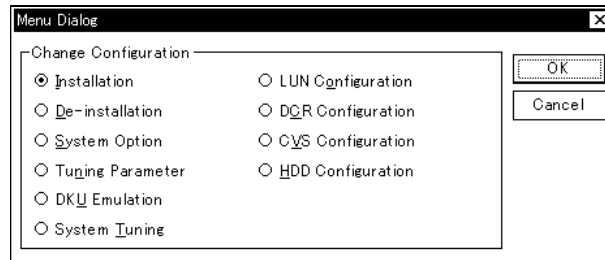 Menu Dialog
Change Configuration
Installation
De-installation
System Option
Tuning Parameter
DKU Emulation
System Tuning
LUN Configuration
DCR Configuration
CVS Configuration
HDD Configuration
OK
Cancel